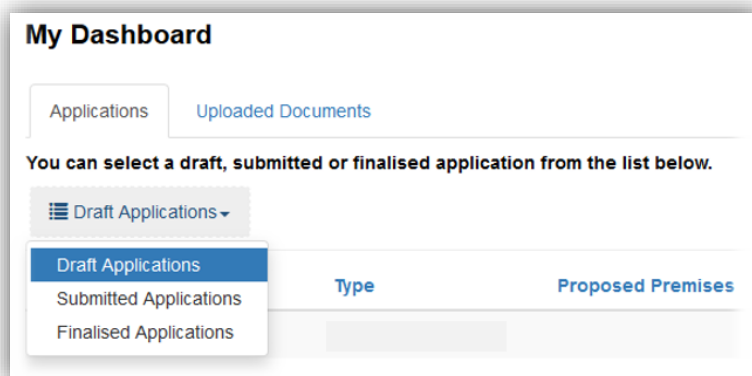 My Dashboard
Applications Uploaded Documents
You can select a draft, submitted or finalised application from the list below.
Draft Applications
Draft Applications
Submitted Applications
Finalised Applications
Type Proposed Premises